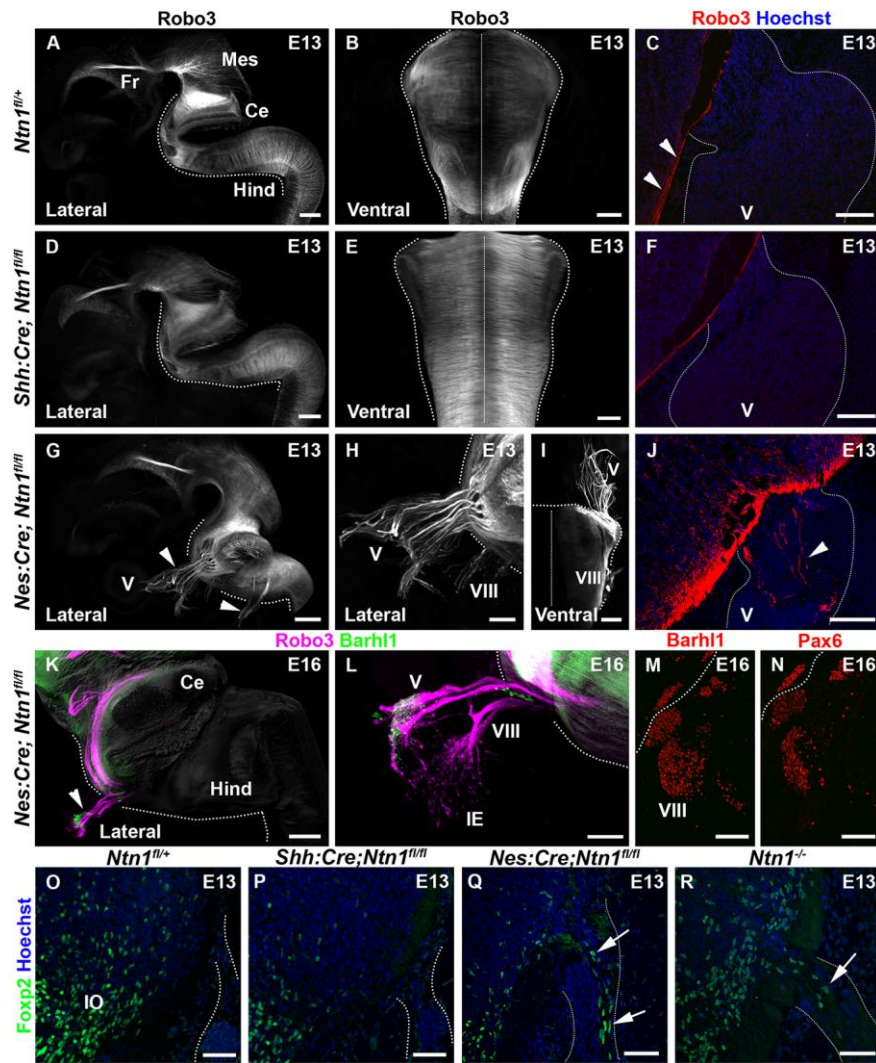 Robo3 Robo3 Robo3 Hoechst
Ntn1fl/+
A E13 Fr Mes Ce Hind Lateral
B E13 Ventral
C E13 V
Shh:Cre; Ntn1fl/fl
D E13 Lateral
E E13 Ventral
F E13 V
Nes:Cre; Ntn1fl/fl
G E13 V Lateral
H E13 V VIII Lateral
I V VIII Ventral
J E13 V
Robo3 Barhl1 Barhl1 Pax6
Nes:Cre; Ntn1fl/fl
K E16 Ce Hind Lateral
L E16 V VIII IE
M E16 VIII
N E16
Ntn1fl/+ Shh:Cre;Ntn1fl/fl Nes:Cre;Ntn1fl/fl Ntn1-/-
Foxp2 Hoechst
O E13 IO
P E13
Q E13
R E13